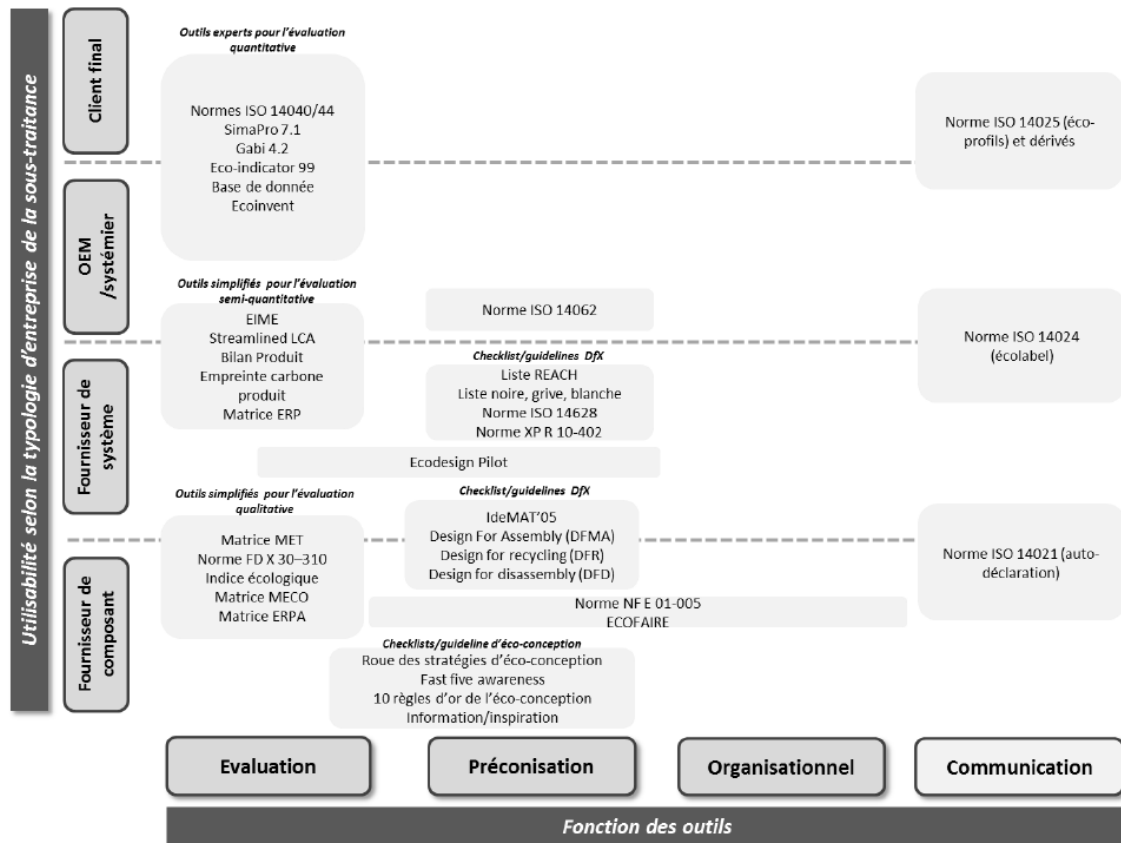 Utilisabilité selon la typologie d'entreprise de la sous-traitance
Client final
OEM
/systémier
Fournisseur de
système
Fournisseur de
composant
Outils experts pour l'évaluation
quantitative
Normes ISO 14040/44
SimaPro 7.1
Gabi 4.2
Eco-indicator 99
Base de donnée
Ecoinvent
Norme ISO 14025 (éco-
profils) et dérivés
Outils simplifiés pour l'évaluation
semi-quantitative
EIME
Streamlined LCA
Bilan Produit
Empreinte carbone
produit
Matrice ERP
Norme ISO 14062
Checklist/guidelines DfX
Liste REACH
Liste noire, grive, blanche
Norme ISO 14628
Norme XP R 10-402
Norme ISO 14024
(écolabel)
Ecodesign Pilot
Outils simplifiés pour l'évaluation
qualitative
Matrice MET
Norme FD X 30–310
Indice écologique
Matrice MECO
Matrice ERPA
Checklist/guidelines DfX
IdeMAT'05
Design For Assembly (DFMA)
Design for recycling (DFR)
Design for disassembly (DFD)
Norme ISO 14021 (auto-
déclaration)
Norme NF E 01-005
ECOFAIRE
Checklists/guideline d'éco-conception
Roue des stratégies d'éco-conception
Fast five awareness
10 règles d'or de l'éco-conception
Information/inspiration
Evaluation
Préconisation
Organisationnel
Communication
Fonction des outils